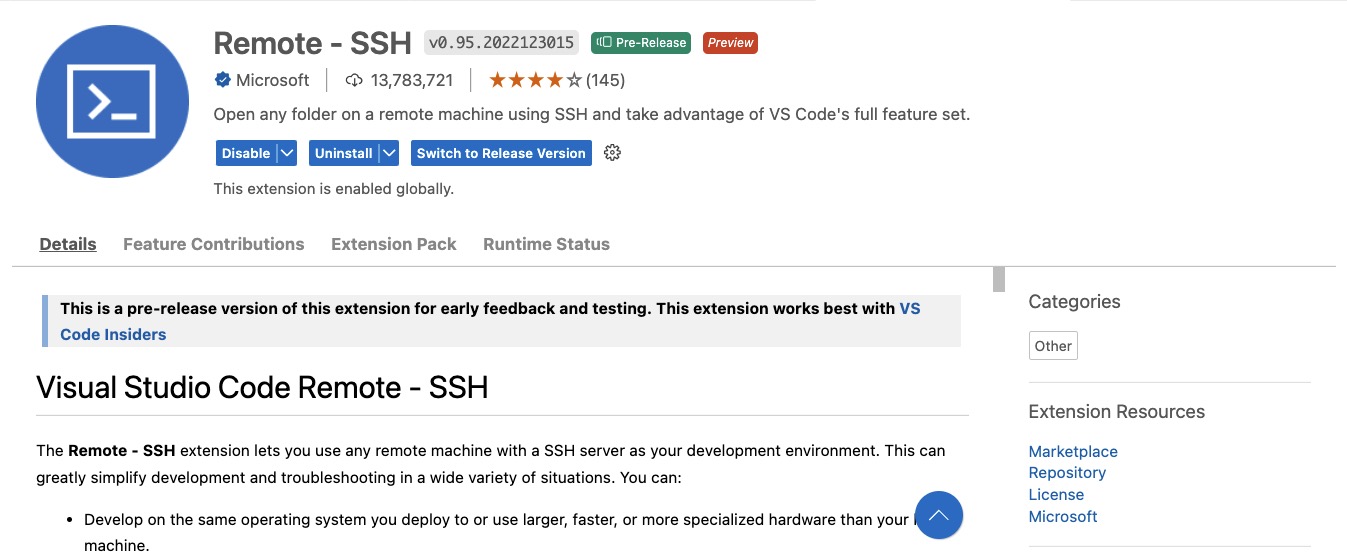 Remote - SSH v0.95.2022123015 Pre-Release Preview
Microsoft 13,783,721 (145)
Open any folder on a remote machine using SSH and take advantage of VS Code's full feature set.
Disable Uninstall Switch to Release Version
This extension is enabled globally.
Details Feature Contributions Extension Pack Runtime Status
This is a pre-release version of this extension for early feedback and testing. This extension works best with VS
Code Insiders
Visual Studio Code Remote - SSH
The Remote - SSH extension lets you use any remote machine with a SSH server as your development environment. This can
greatly simplify development and troubleshooting in a wide variety of situations. You can:
• Develop on the same operating system you deploy to or use larger, faster, or more specialized hardware than your
machine.
Categories
Other
Extension Resources
Marketplace
Repository
License
Microsoft